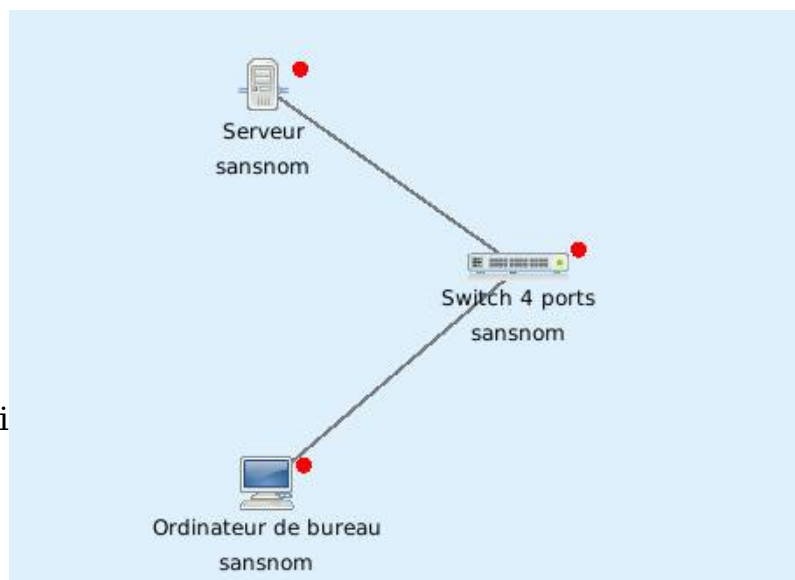 Serveur
sansnom
Switch 4 ports
sansnom
i
Ordinateur de bureau
sansnom